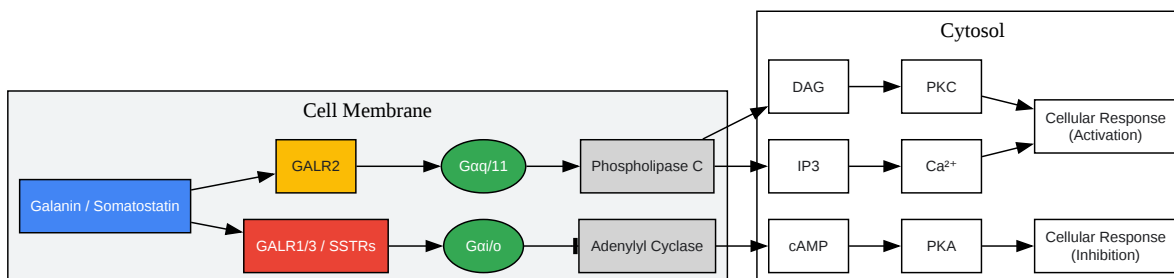 Cytosol
DAG
PKC
Cell Membrane
Cellular Response
(Activation)
GALR2
Gαq/11
Phospholipase C
IP3
Ca²⁺
Galanin / Somatostatin
GALR1/3 / SSTRs
Gαi/o
Adenylyl Cyclase
cAMP
PKA
Cellular Response
(Inhibition)